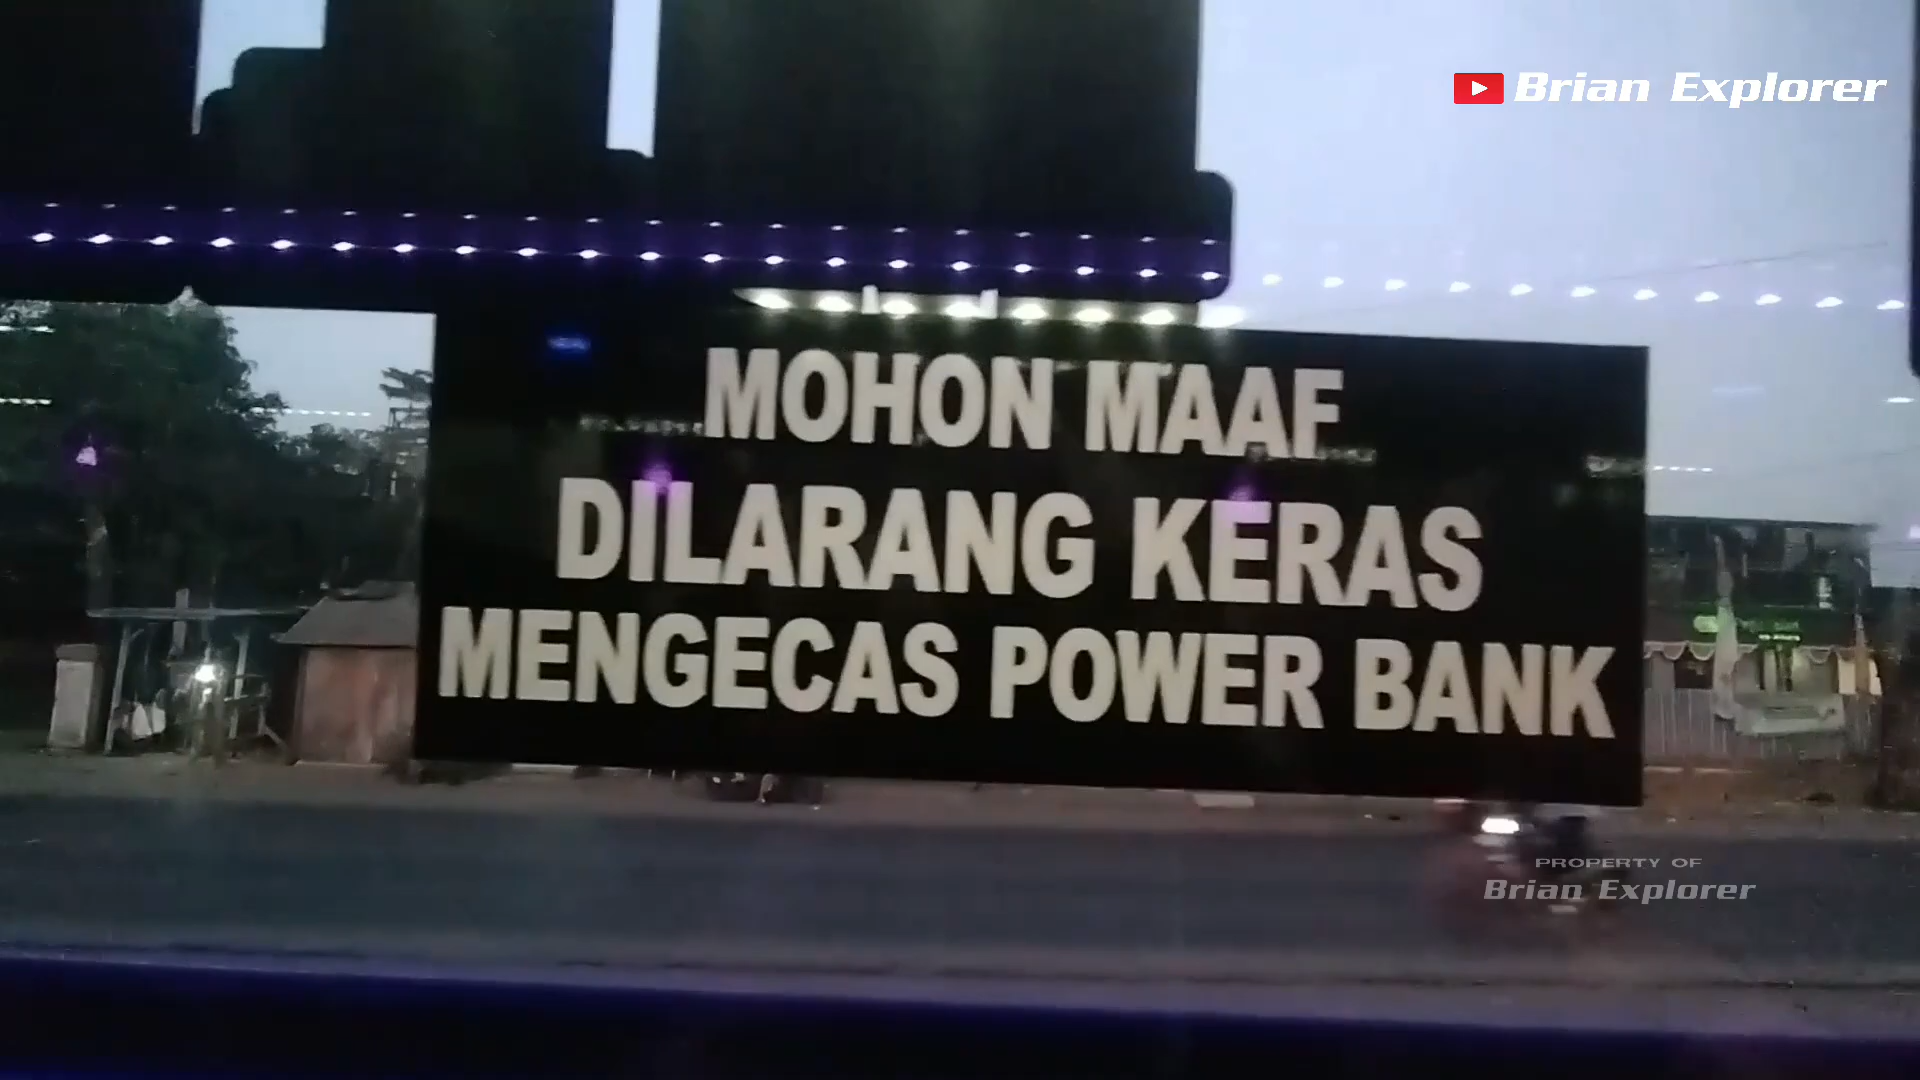 Brian Explorer
MOHON MAAF
DILARANG KERAS
MENGECAS POWER BANK
PROPERTY OF
Brian Explorer